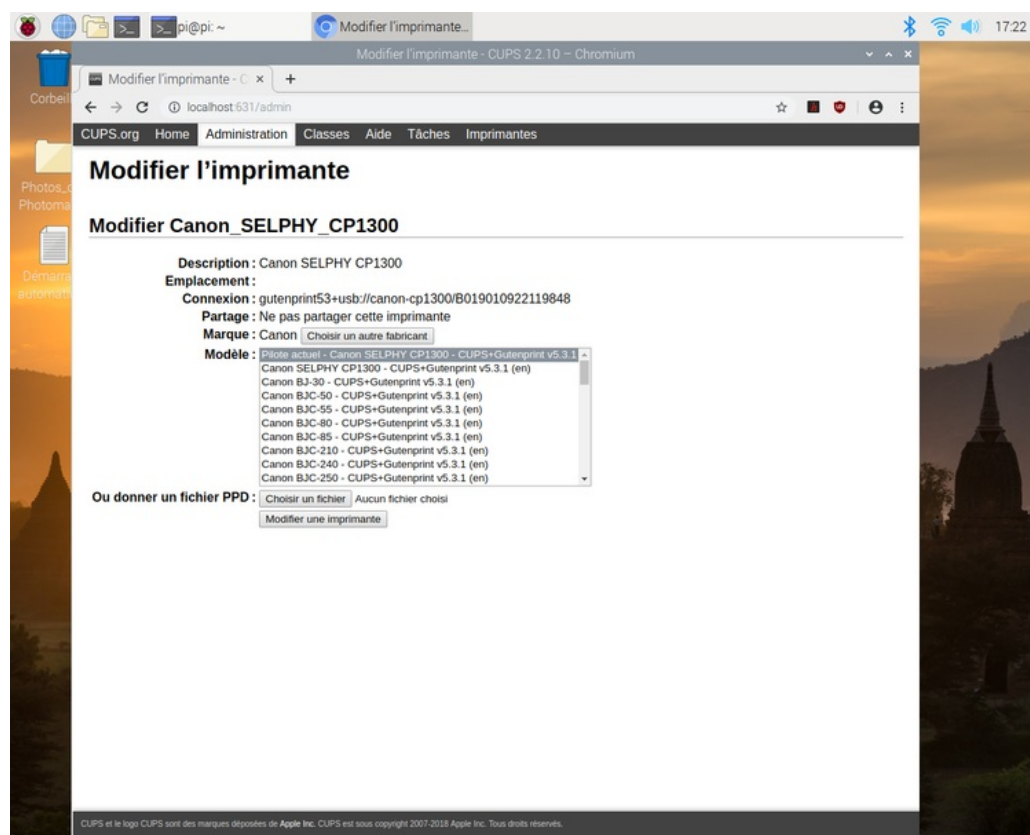 pi@pi: ~
Modifier l'imprimante…
17:22
Modifier l'imprimante - CUPS 2.2.10 – Chromium
Modifier l'imprimante - C
localhost:631/admin
CUPS.org Home Administration Classes Aide Tâches Imprimantes
Corbeil
Modifier l'imprimante
Photos_
Photoma
Modifier Canon_SELPHY_CP1300
Démarra
automati
Description : Canon SELPHY CP1300
Emplacement :
Connexion : gutenprint53+usb://canon-cp1300/B019010922119848
Partage : Ne pas partager cette imprimante
Marque : Canon Choisir un autre fabricant
Modèle : Pilote actuel - Canon SELPHY CP1300 - CUPS+Gutenprint v5.3.1
Canon SELPHY CP1300 - CUPS+Gutenprint v5.3.1 (en)
Canon BJ-30 - CUPS+Gutenprint v5.3.1 (en)
Canon BJC-50 - CUPS+Gutenprint v5.3.1 (en)
Canon BJC-55 - CUPS+Gutenprint v5.3.1 (en)
Canon BJC-80 - CUPS+Gutenprint v5.3.1 (en)
Canon BJC-85 - CUPS+Gutenprint v5.3.1 (en)
Canon BJC-210 - CUPS+Gutenprint v5.3.1 (en)
Canon BJC-240 - CUPS+Gutenprint v5.3.1 (en)
Canon BJC-250 - CUPS+Gutenprint v5.3.1 (en)
Ou donner un fichier PPD : Choisir un fichier Aucun fichier choisi
Modifier une imprimante
CUPS et le logo CUPS sont des marques déposées de Apple Inc. CUPS est sous copyright 2007-2018 Apple Inc. Tous droits réservés.